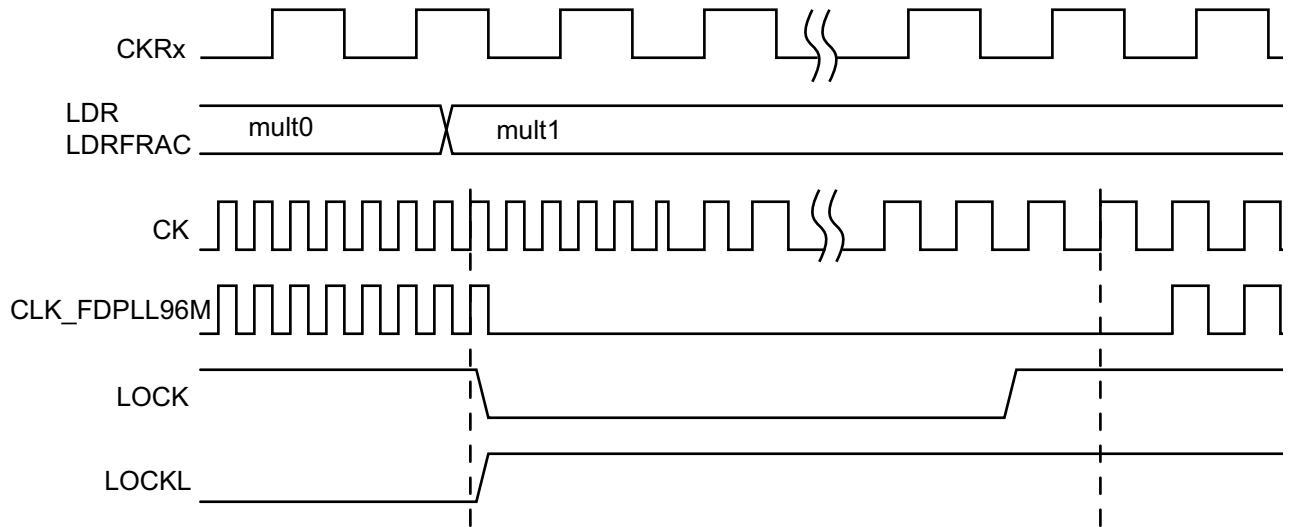 CKRx
LDR
LDRFRAC
mult0
mult1
CK
CLK_FDPLL96M
LOCK
LOCKL